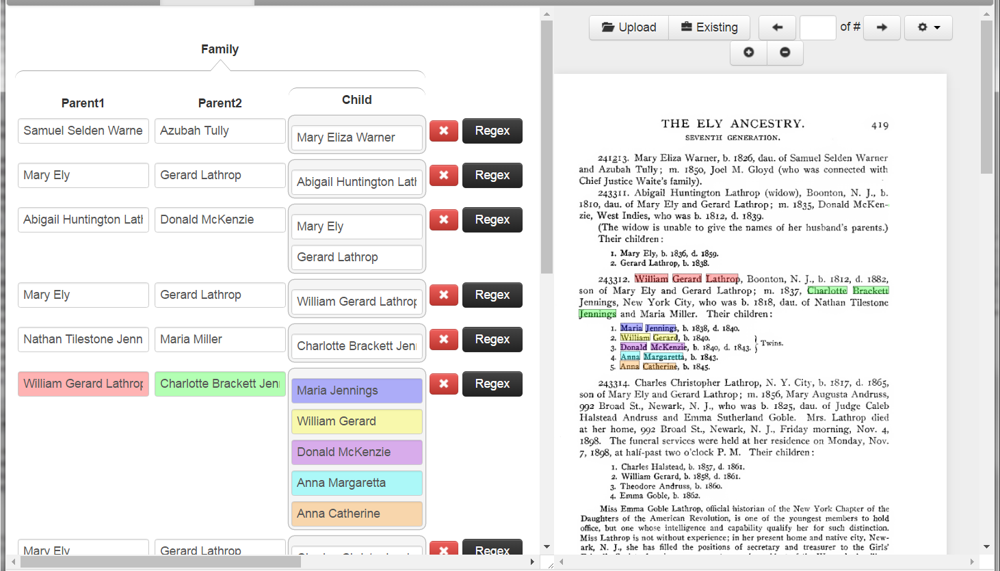 Family
Parent1 Parent2 Child
Samuel Selden Warne Azubah Tully Mary Eliza Warner Regex
Mary Ely Gerard Lathrop Abigail Huntington Lath Regex
Abigail Huntington Lath Donald McKenzie Mary Ely Regex
Gerard Lathrop
Mary Ely Gerard Lathrop William Gerard Lathrop Regex
Nathan Tilestone Jenn Maria Miller Charlotte Brackett Jen Regex
William Gerard Lathrop Charlotte Brackett Jen Maria Jennings Regex
William Gerard
Donald McKenzie
Anna Margaretta
Anna Catherine
Mary Ely Gerard Lathrop Regex
Upload Existing of #
THE ELY ANCESTRY. 419
SEVENTH GENERATION.
241213. Mary Eliza Warner, b. 1826, dau. of Samuel Selden Warner
and Azubah Tully; m. 1850, Joel M. Gloyd (who was connected with
Chief Justice Waite's family).
243311. Abigail Huntington Lathrop (widow), Boonton, N. J., b.
1810, dau. of Mary Ely and Gerard Lathrop; m. 1835, Donald McKen-
zie, West Indies, who was b. 1812, d. 1839.
(The widow is unable to give the names of her husband's parents.)
Their children:
1. Mary Ely, b. 1836, d. 1859.
2. Gerard Lathrop, b. 1838.
243312. William Gerard Lathrop, Boonton, N. J., b. 1812, d. 1882,
son of Mary Ely and Gerard Lathrop; m. 1837, Charlotte Brackett
Jennings, New York City, who was b. 1818, dau. of Nathan Tilestone
Jennings and Maria Miller. Their children:
1. Maria Jennings, b. 1838, d. 1840.
2. William Gerard, b. 1840.
3. Donald McKenzie, b. 1840, d. 1843. } Twins.
4. Anna Margaretta, b. 1843.
5. Anna Catherine, b. 1845.
243314. Charles Christopher Lathrop, N. Y. City, b. 1817, d. 1865,
son of Mary Ely and Gerard Lathrop; m. 1856, Mary Augusta Andruss,
992 Broad St., Newark, N. J., who was b. 1825, dau. of Judge Caleb
Halstead Andruss and Emma Sutherland Goble. Mrs. Lathrop died
at her home, 992 Broad St., Newark, N. J., Friday morning, Nov. 4,
1898. The funeral services were held at her residence on Monday, Nov.
7, 1898, at half-past two o'clock P. M. Their children:
1. Charles Halstead, b. 1857, d. 1861.
2. William Gerard, b. 1858, d. 1861.
3. Theodore Andruss, b. 1860.
4. Emma Goble, b. 1862.
Miss Emma Goble Lathrop, official historian of the New York Chapter of the
Daughters of the American Revolution, is one of the youngest members to hold
office, but one whose intelligence and capability qualify her for such distinction.
Miss Lathrop is not without experience; in her present home and native city, New-
ark, N. J., she has filled the positions of secretary and treasurer to the Girls'